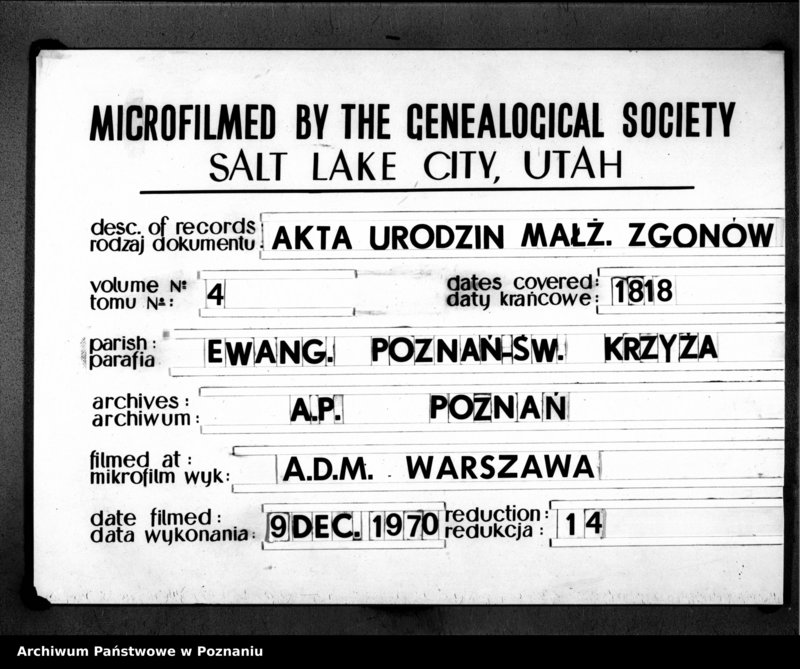 MICROFILMED BY THE GENEALOGICAL SOCIETY
SALT LAKE CITY, UTAH
desc. of records
rodzaj dokumentu: AKTA URODZIN MAŁŻ. ZGONÓW
volume Nº
tomu Nº: 4
dates covered:
daty krańcowe: 1818
parish:
parafia EWANG. POZNAŃ-ŚW. KRZYŻA
archives:
archiwum: A.P. POZNAŃ
filmed at:
mikrofilm wyk: A.D.M. WARSZAWA
date filmed:
data wykonania: 9 DEC. 1970
reduction:
redukcja: 14
Archiwum Państwowe w Poznaniu